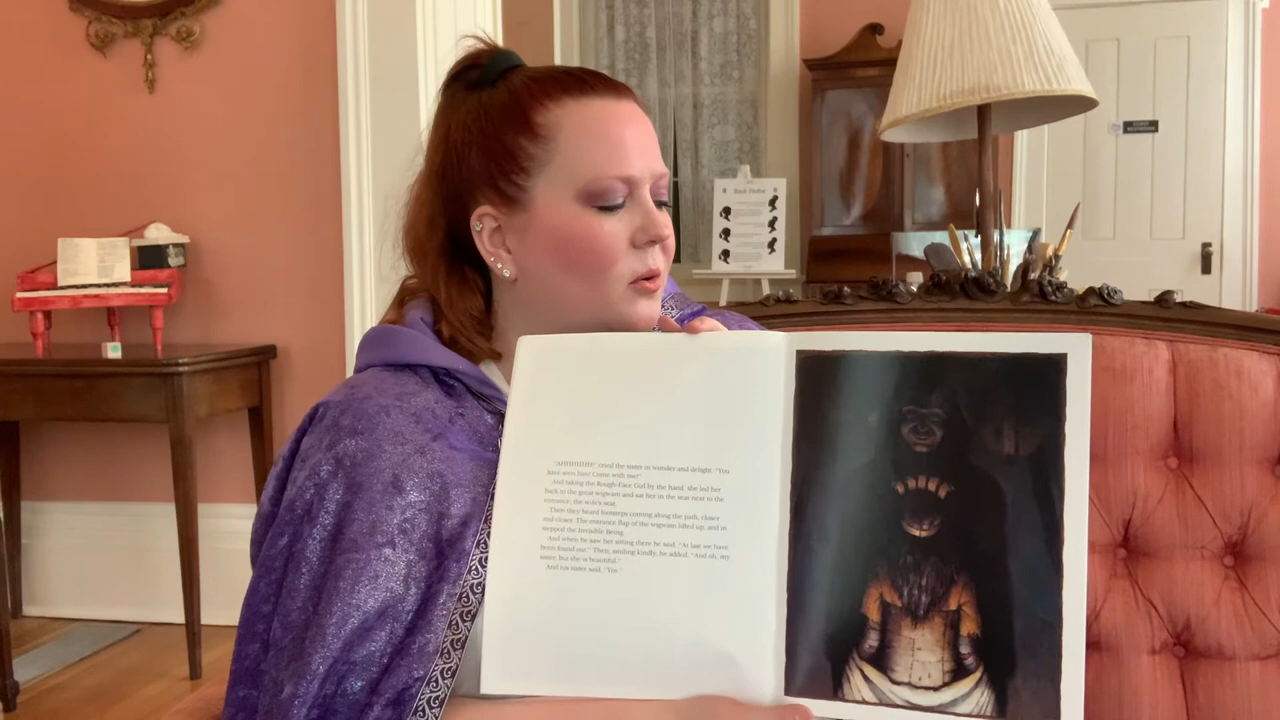 "AHHHHHH!" cried the sister in wonder and delight. "You
have seen him! Come with me!"
And taking the Rough-Face Girl by the hand, she led her
back to the great wigwam and sat her in the seat next to the
entrance, the wife's seat.
Then they heard footsteps coming along the path, closer
and closer. The entrance flap of the wigwam lifted up, and in
stepped the Invisible Being.
And when he saw her sitting there he said, "At last we have
been found out." Then, smiling kindly, he added, "And oh, my
sister, but she is beautiful."
And his sister said, "Yes."
RESTROOM